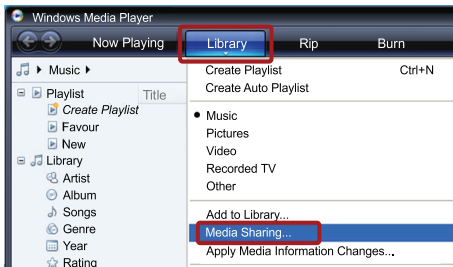 Windows Media Player
Now Playing Library Rip Burn
Music
Playlist Title
Create Playlist
Favour
New
Library
Artist
Album
Songs
Genre
Year
Rating
Create Playlist Ctrl+N
Create Auto Playlist
Music
Pictures
Video
Recorded TV
Other
Add to Library...
Media Sharing...
Apply Media Information Changes...